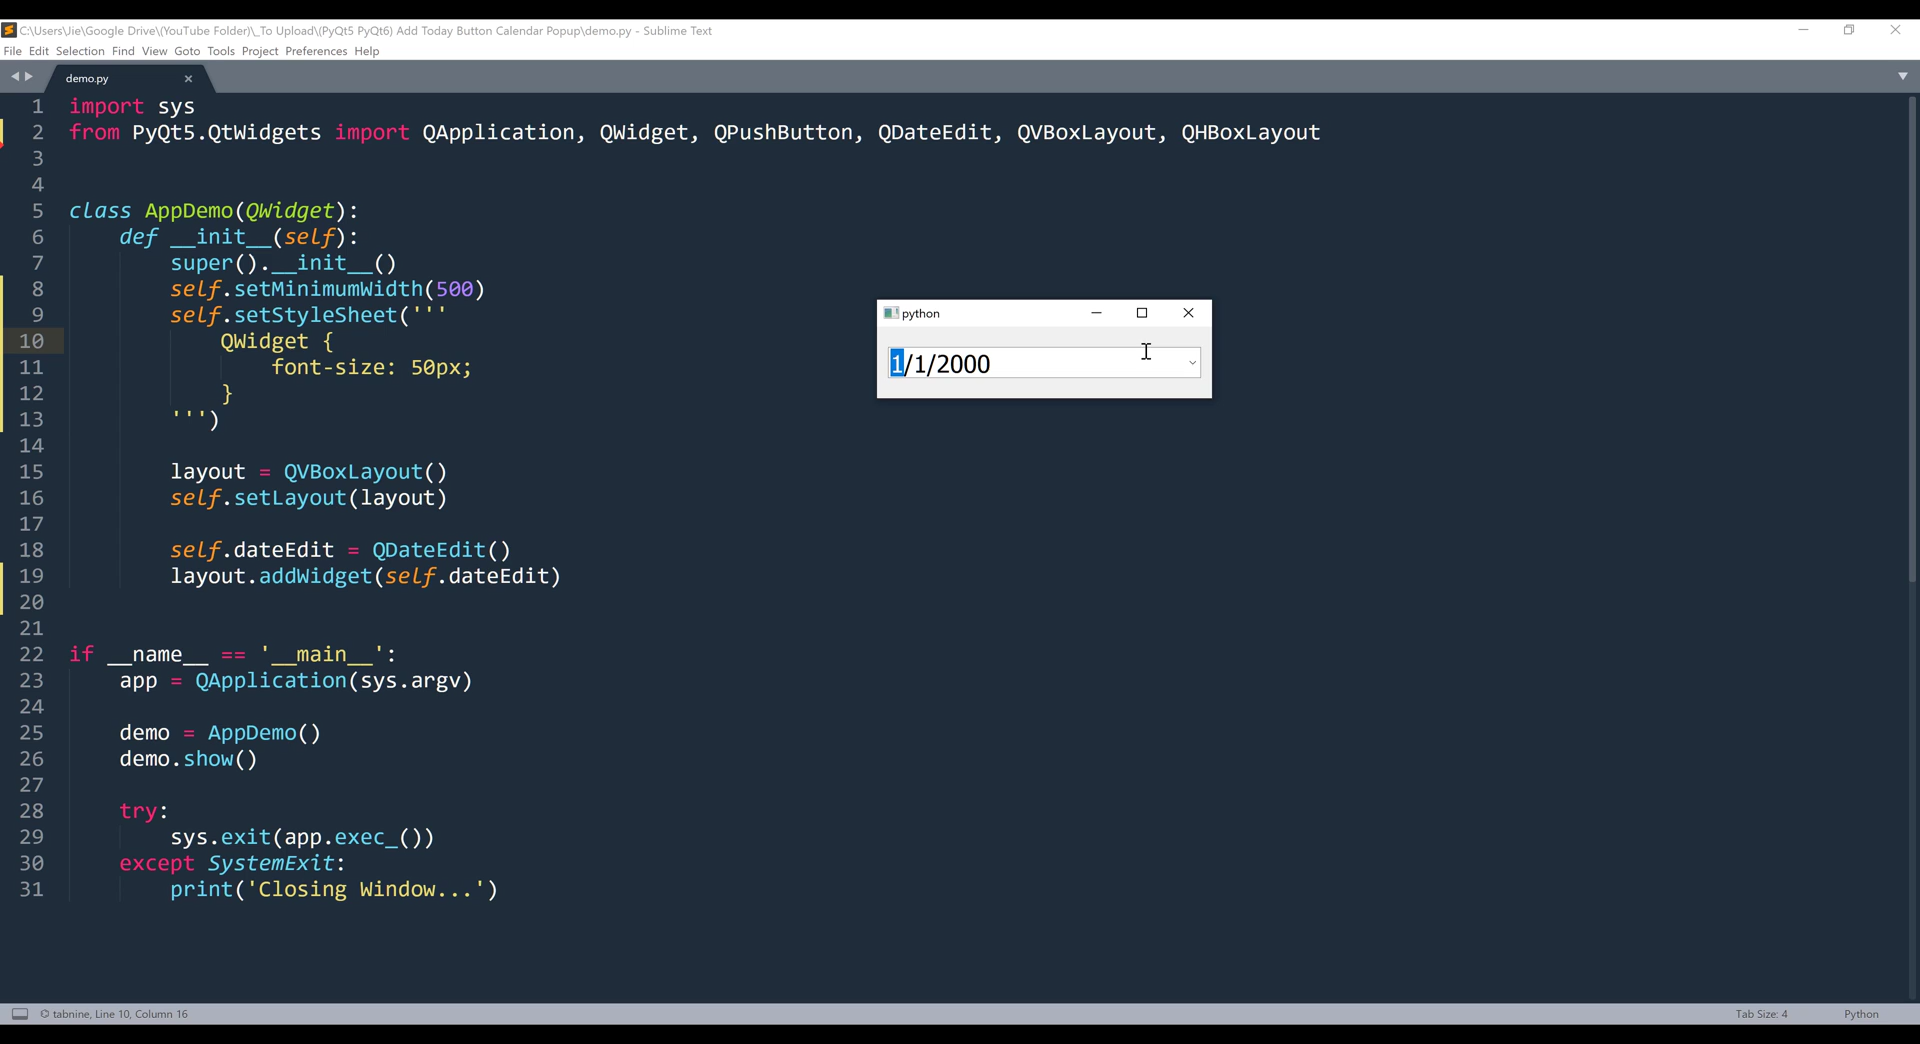 C:\Users\Jie\Google Drive\(YouTube Folder)\_To Upload\(PyQt5 PyQt6) Add Today Button Calendar Popup\demo.py - Sublime Text
File Edit Selection Find View Goto Tools Project Preferences Help
demo.py
1 import sys
2 from PyQt5.QtWidgets import QApplication, QWidget, QPushButton, QDateEdit, QVBoxLayout, QHBoxLayout
3
4
5 class AppDemo(QWidget):
6     def __init__(self):
7         super().__init__()
8         self.setMinimumWidth(500)
9         self.setStyleSheet('''
10             QWidget {
11                 font-size: 50px;
12             }
13         ''')
14
15         layout = QVBoxLayout()
16         self.setLayout(layout)
17
18         self.dateEdit = QDateEdit()
19         layout.addWidget(self.dateEdit)
20
21
22 if __name__ == '__main__':
23     app = QApplication(sys.argv)
24
25     demo = AppDemo()
26     demo.show()
27
28     try:
29         sys.exit(app.exec_())
30     except SystemExit:
31         print('Closing Window...')
python
1/1/2000
tabnine, Line 10, Column 16
Tab Size: 4
Python